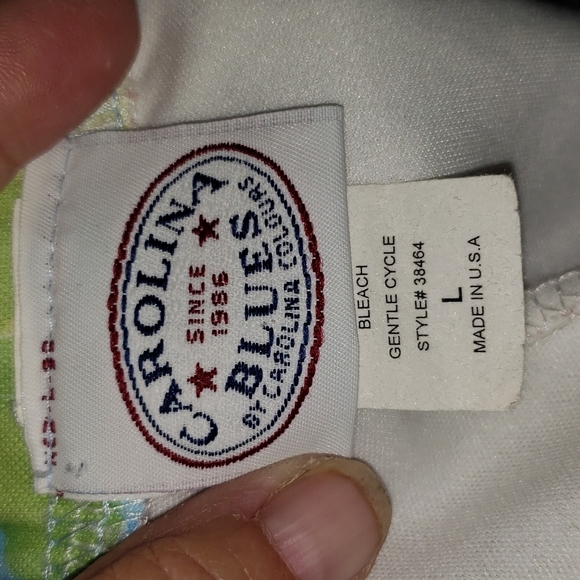 CAROLINA
SINCE
1986
BLUES
BY CAROLINA COLOURS
BLEACH
GENTLE CYCLE
STYLE# 38464
L
MADE IN U.S.A